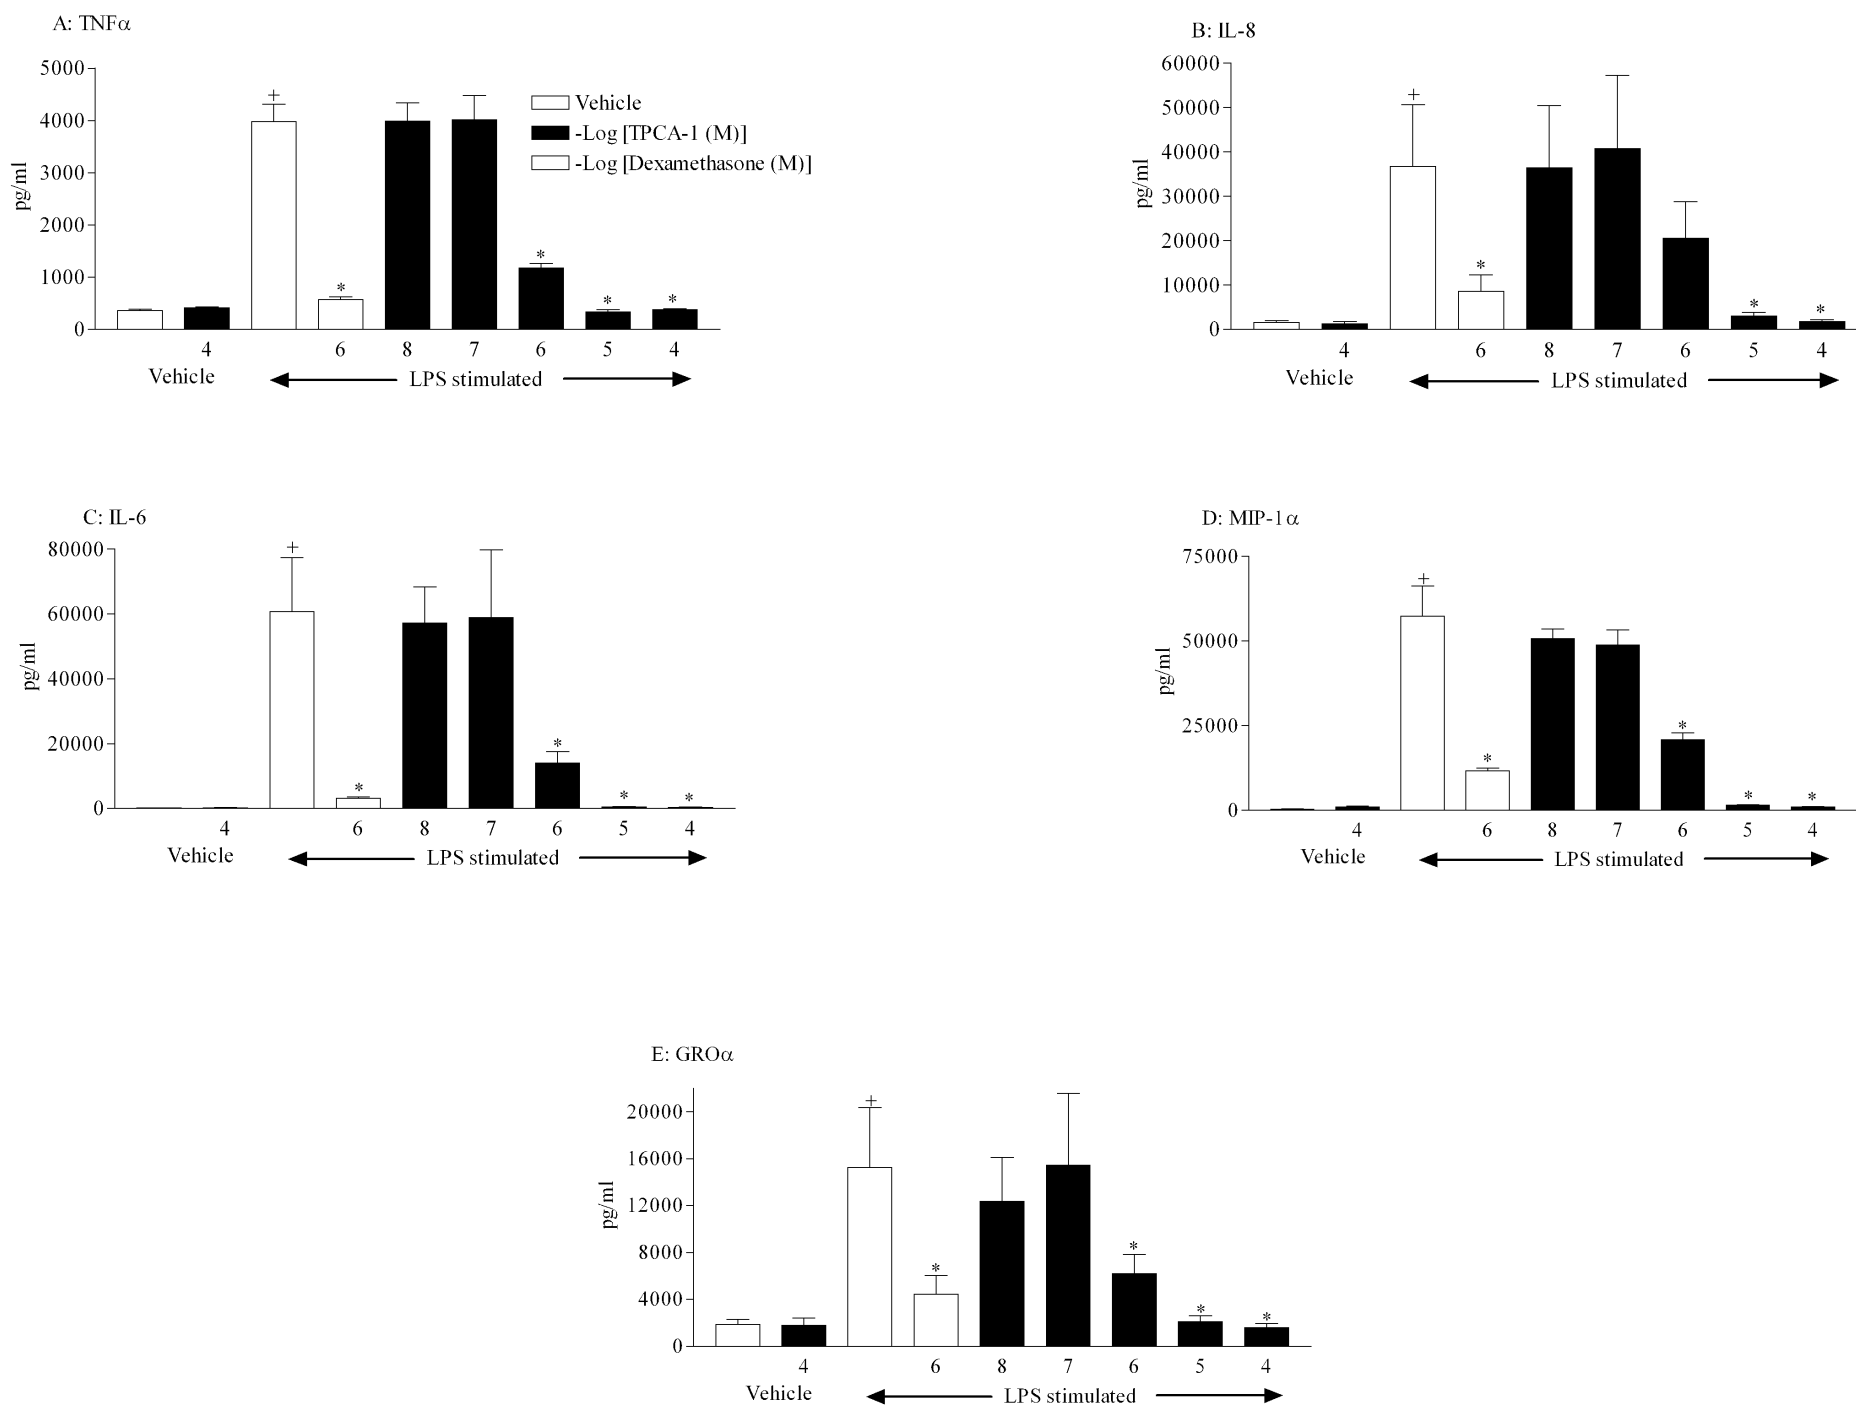 A: TNFα
5000
4000
3000
2000
1000
0
pg/ml
+
*
*
*
*
Vehicle
-Log [TPCA-1 (M)]
-Log [Dexamethasone (M)]
4 6 8 7 6 5 4
Vehicle LPS stimulated
B: IL-8
60000
50000
40000
30000
20000
10000
0
pg/ml
+
*
*
*
4 6 8 7 6 5 4
Vehicle LPS stimulated
C: IL-6
80000
60000
40000
20000
0
pg/ml
+
*
*
*
*
4 6 8 7 6 5 4
Vehicle LPS stimulated
D: MIP-1α
75000
50000
25000
0
pg/ml
+
*
*
*
*
4 6 8 7 6 5 4
Vehicle LPS stimulated
E: GROα
20000
16000
12000
8000
4000
0
pg/ml
+
*
*
*
*
4 6 8 7 6 5 4
Vehicle LPS stimulated